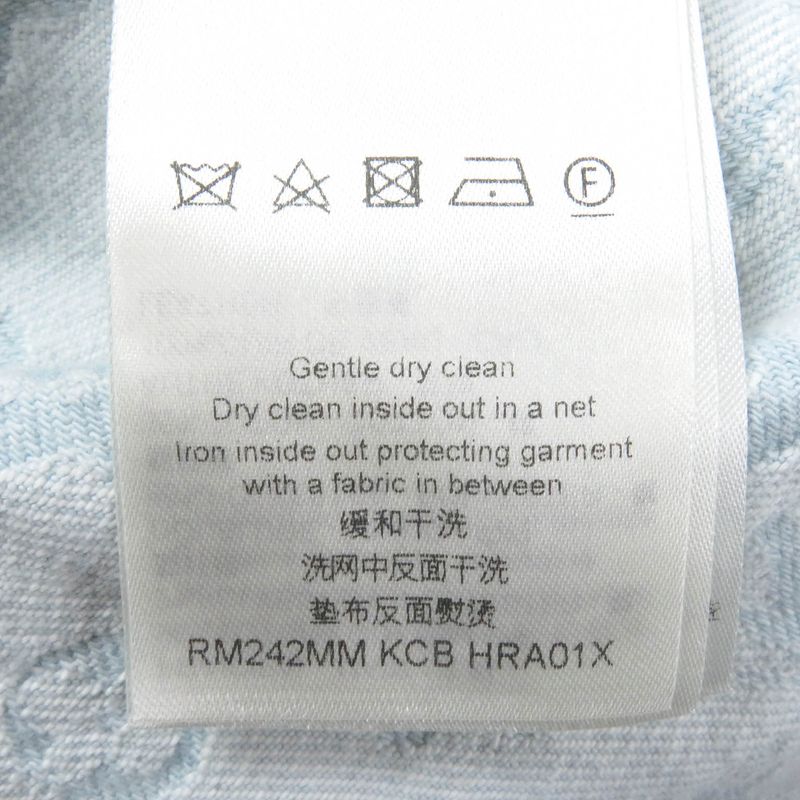 F
Gentle dry clean
Dry clean inside out in a net
Iron inside out protecting garment
with a fabric in between
缓和干洗
洗网中反面干洗
垫布反面熨烫
RM242MM KCB HRA01X